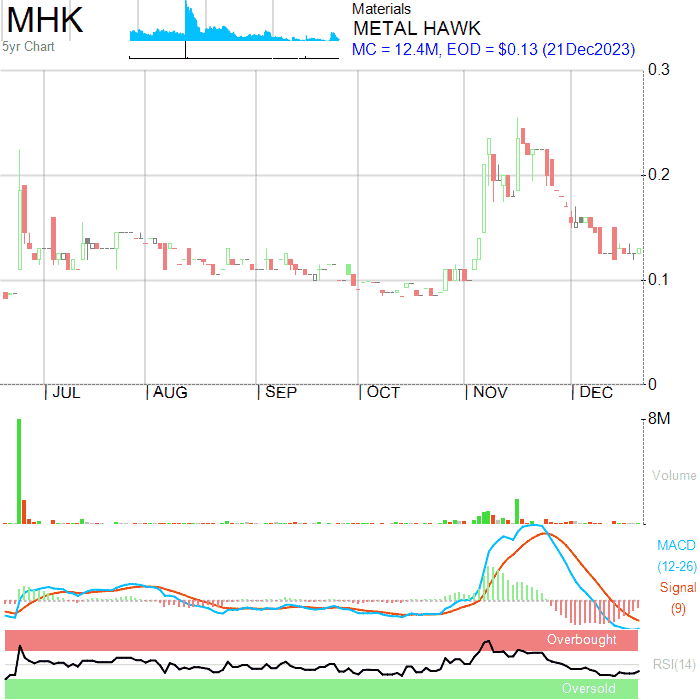 MHK
5yr Chart
Materials
METAL HAWK
MC = 12.4M, EOD = $0.13 (21Dec2023)
0.3
0.2
0.1
0
JUL
AUG
SEP
OCT
NOV
DEC
8M
Volume
MACD
(12-26)
Signal
(9)
Overbought
RSI(14)
Oversold